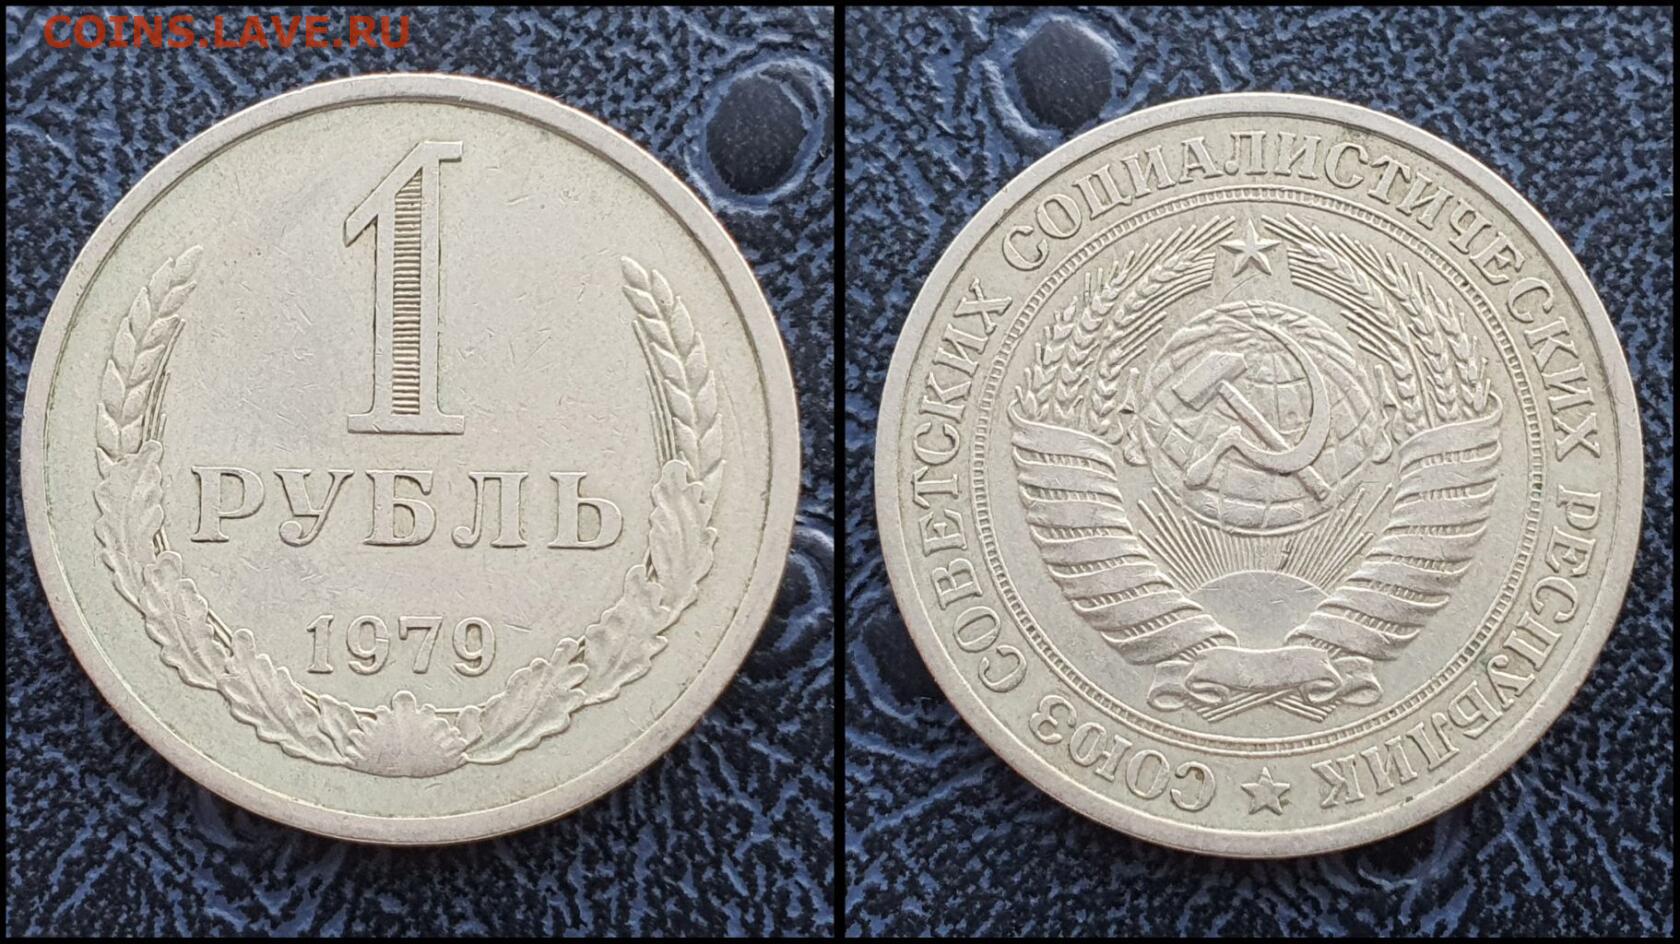 COINS.LAVE.RU
1
РУБЛЬ
1979
СОЮЗ СОВЕТСКИХ СОЦИАЛИСТИЧЕСКИХ РЕСПУБЛИК